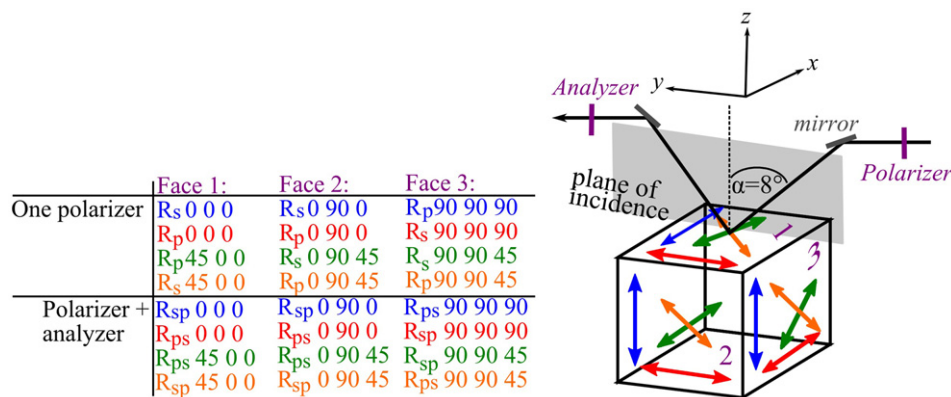 Face 1: Face 2: Face 3:
One polarizer Rs 0 0 0 Rs 0 90 0 Rp 90 90 90
Rp 0 0 0 Rp 0 90 0 Rs 90 90 90
Rp 45 0 0 Rs 0 90 45 Rs 90 90 45
Rs 45 0 0 Rp 0 90 45 Rp 90 90 45
Polarizer + analyzer Rsp 0 0 0 Rsp 0 90 0 Rps 90 90 90
Rps 0 0 0 Rps 0 90 0 Rsp 90 90 90
Rps 45 0 0 Rps 0 90 45 Rsp 90 90 45
Rsp 45 0 0 Rsp 0 90 45 Rps 90 90 45
z
y
x
Analyzer
mirror
Polarizer
α=8°
plane of
incidence
1
3
2